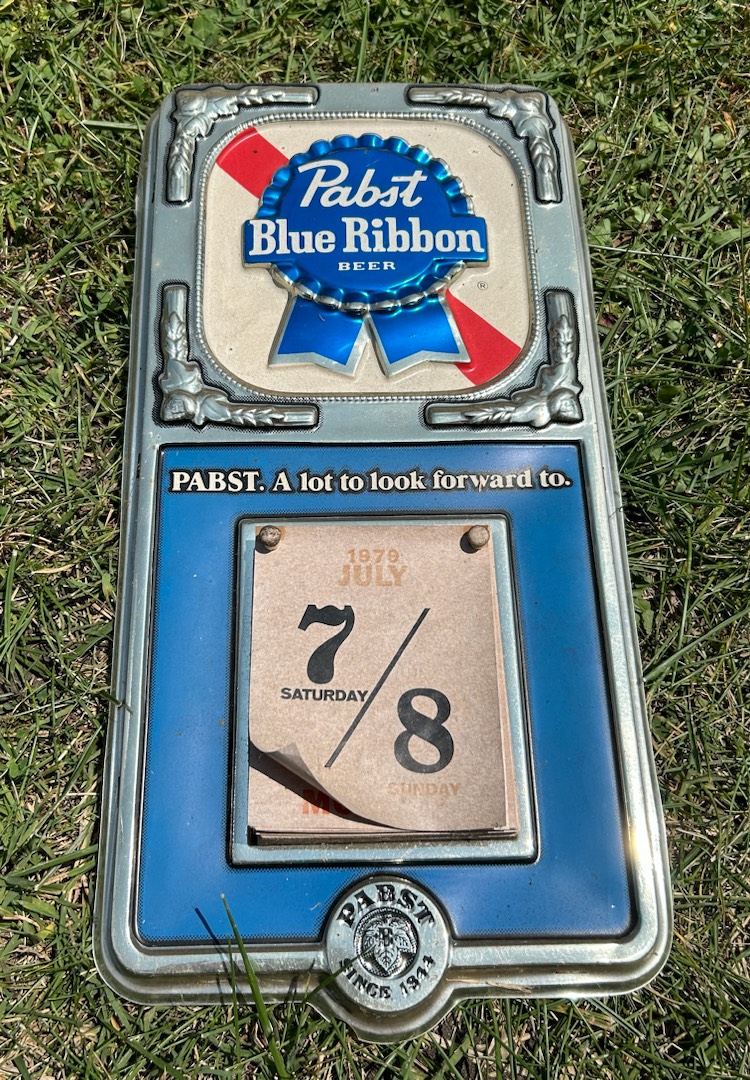 Pabst
Blue Ribbon
BEER
®
PABST. A lot to look forward to.
1979
JULY
7/8
SATURDAY
SUNDAY
PABST
SINCE 1844